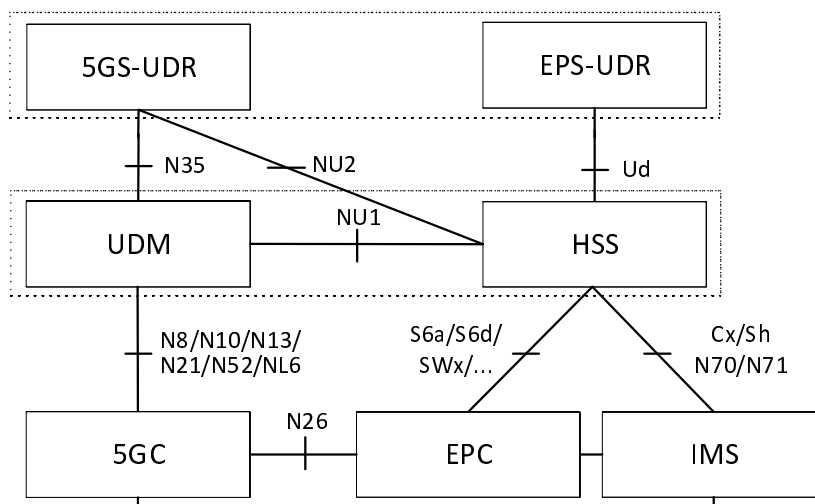 5GS-UDR
EPS-UDR
N35
NU2
Ud
UDM
NU1
HSS
N8/N10/N13/
N21/N52/NL6
S6a/S6d/
SWx/...
Cx/Sh
N70/N71
5GC
N26
EPC
IMS